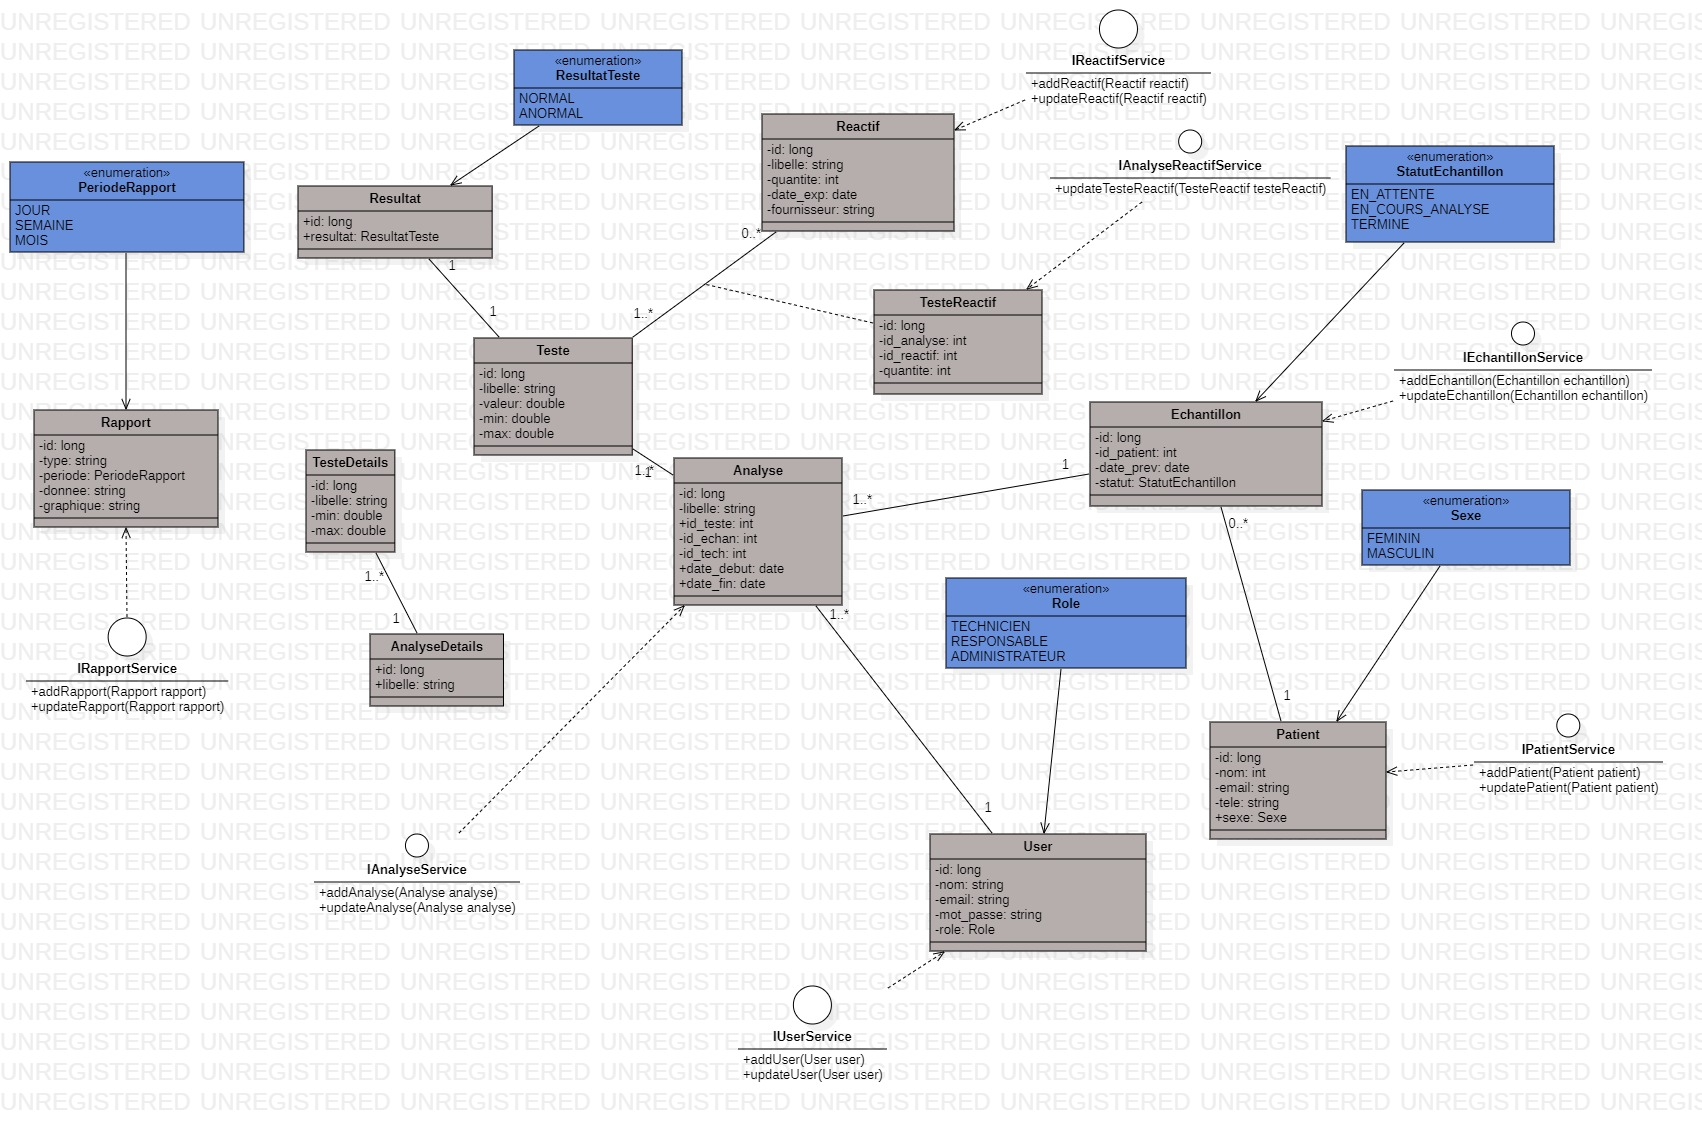 IReactifService
+addReactif(Reactif reactif)
+updateReactif(Reactif reactif)
«enumeration»
ResultatTeste
NORMAL
ANORMAL
Reactif
-id: long
-libelle: string
-quantite: int
-date_exp: date
-fournisseur: string
IAnalyseReactifService
+updateTesteReactif(TesteReactif testeReactif)
«enumeration»
StatutEchantillon
EN_ATTENTE
EN_COURS_ANALYSE
TERMINE
«enumeration»
PeriodeRapport
JOUR
SEMAINE
MOIS
Resultat
+id: long
+resultat: ResultatTeste
0..*
1
1
1..*
TesteReactif
-id: long
-id_analyse: int
-id_reactif: int
-quantite: int
IEchantillonService
+addEchantillon(Echantillon echantillon)
+updateEchantillon(Echantillon echantillon)
Teste
-id: long
-libelle: string
-valeur: double
-min: double
-max: double
Rapport
-id: long
-type: string
-periode: PeriodeRapport
-donnee: string
-graphique: string
TesteDetails
-id: long
-libelle: string
-min: double
-max: double
1..*
1
Analyse
-id: long
-libelle: string
+id_teste: int
-id_echan: int
-id_tech: int
+date_debut: date
+date_fin: date
1..*
1
Echantillon
-id: long
-id_patient: int
-date_prev: date
-statut: StatutEchantillon
0..*
«enumeration»
Sexe
FEMININ
MASCULIN
1..*
1
AnalyseDetails
+id: long
+libelle: string
1..*
«enumeration»
Role
TECHNICIEN
RESPONSABLE
ADMINISTRATEUR
IRapportService
+addRapport(Rapport rapport)
+updateRapport(Rapport rapport)
1
Patient
-id: long
-nom: int
-email: string
-tele: string
+sexe: Sexe
IPatientService
+addPatient(Patient patient)
+updatePatient(Patient patient)
1
User
-id: long
-nom: string
-email: string
-mot_passe: string
-role: Role
IAnalyseService
+addAnalyse(Analyse analyse)
+updateAnalyse(Analyse analyse)
IUserService
+addUser(User user)
+updateUser(User user)
UNREGISTERED